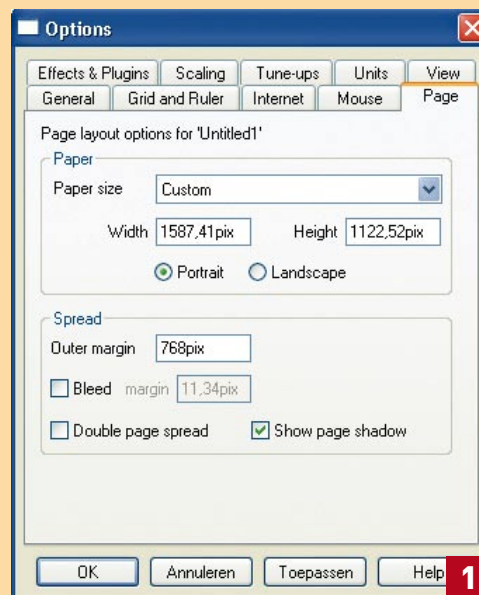 Options
Effects & Plugins Scaling Tune-ups Units View
General Grid and Ruler Internet Mouse Page
Page layout options for 'Untitled1'
Paper
Paper size Custom
Width 1587,41pix Height 1122,52pix
Portrait Landscape
Spread
Outer margin 768pix
Bleed margin 11,34pix
Double page spread Show page shadow
OK Annuleren Toepassen Help
1